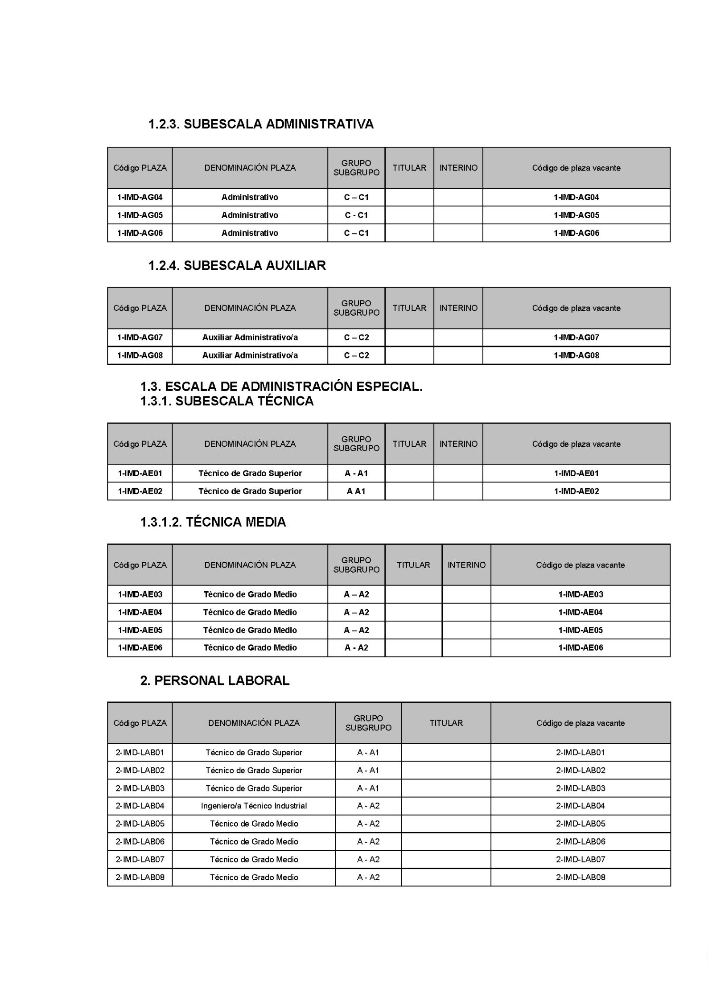 1.2.3. SUBESCALA ADMINISTRATIVA
Código PLAZA DENOMINACIÓN PLAZA GRUPO SUBGRUPO TITULAR INTERINO Código de plaza vacante
1-IMD-AG04 Administrativo C – C1 1-IMD-AG04
1-IMD-AG05 Administrativo C - C1 1-IMD-AG05
1-IMD-AG06 Administrativo C – C1 1-IMD-AG06
1.2.4. SUBESCALA AUXILIAR
Código PLAZA DENOMINACIÓN PLAZA GRUPO SUBGRUPO TITULAR INTERINO Código de plaza vacante
1-IMD-AG07 Auxiliar Administrativo/a C – C2 1-IMD-AG07
1-IMD-AG08 Auxiliar Administrativo/a C – C2 1-IMD-AG08
1.3. ESCALA DE ADMINISTRACIÓN ESPECIAL.
1.3.1. SUBESCALA TÉCNICA
Código PLAZA DENOMINACIÓN PLAZA GRUPO SUBGRUPO TITULAR INTERINO Código de plaza vacante
1-IMD-AE01 Técnico de Grado Superior A - A1 1-IMD-AE01
1-IMD-AE02 Técnico de Grado Superior A A1 1-IMD-AE02
1.3.1.2. TÉCNICA MEDIA
Código PLAZA DENOMINACIÓN PLAZA GRUPO SUBGRUPO TITULAR INTERINO Código de plaza vacante
1-IMD-AE03 Técnico de Grado Medio A – A2 1-IMD-AE03
1-IMD-AE04 Técnico de Grado Medio A – A2 1-IMD-AE04
1-IMD-AE05 Técnico de Grado Medio A – A2 1-IMD-AE05
1-IMD-AE06 Técnico de Grado Medio A - A2 1-IMD-AE06
2. PERSONAL LABORAL
Código PLAZA DENOMINACIÓN PLAZA GRUPO SUBGRUPO TITULAR Código de plaza vacante
2-IMD-LAB01 Técnico de Grado Superior A - A1 2-IMD-LAB01
2-IMD-LAB02 Técnico de Grado Superior A - A1 2-IMD-LAB02
2-IMD-LAB03 Técnico de Grado Superior A - A1 2-IMD-LAB03
2-IMD-LAB04 Ingeniero/a Técnico Industrial A - A2 2-IMD-LAB04
2-IMD-LAB05 Técnico de Grado Medio A - A2 2-IMD-LAB05
2-IMD-LAB06 Técnico de Grado Medio A - A2 2-IMD-LAB06
2-IMD-LAB07 Técnico de Grado Medio A - A2 2-IMD-LAB07
2-IMD-LAB08 Técnico de Grado Medio A - A2 2-IMD-LAB08